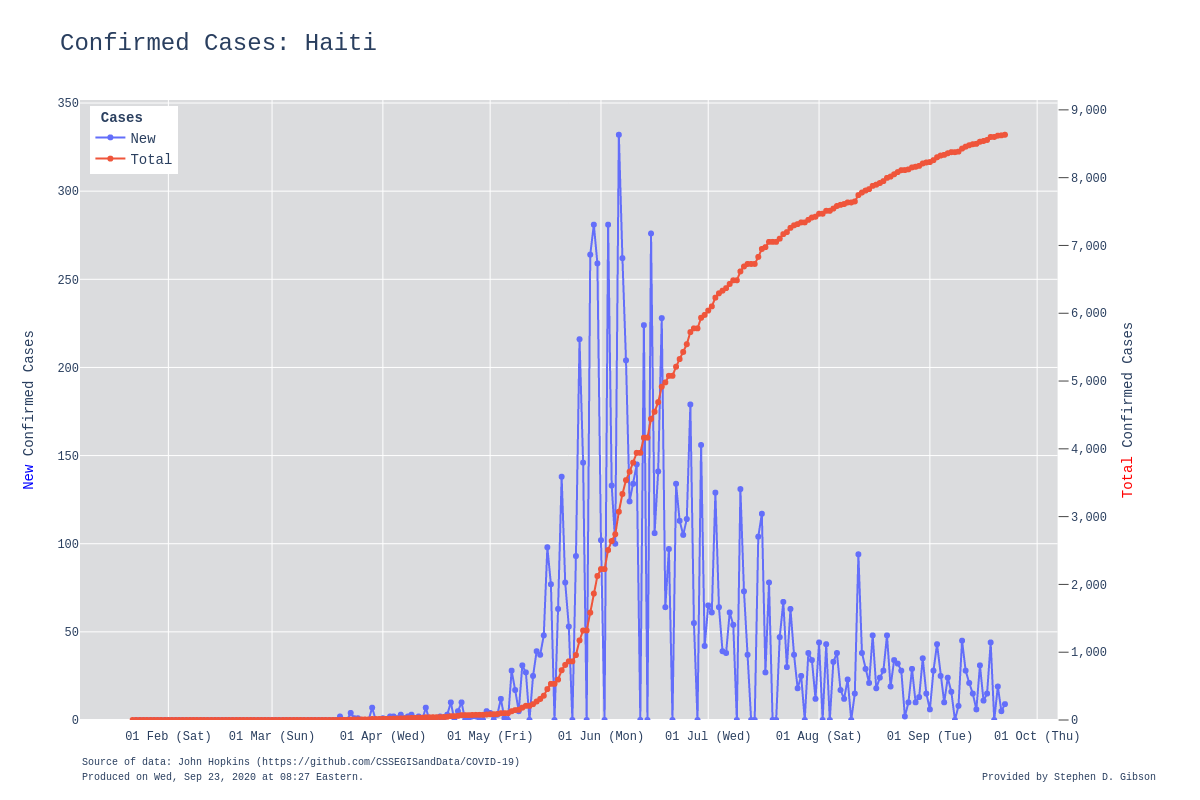 Confirmed Cases: Haiti
Cases
New
Total
350
300
250
200
150
100
50
0
New Confirmed Cases
9,000
8,000
7,000
6,000
5,000
4,000
3,000
2,000
1,000
0
Total Confirmed Cases
01 Feb (Sat) 01 Mar (Sun) 01 Apr (Wed) 01 May (Fri) 01 Jun (Mon) 01 Jul (Wed) 01 Aug (Sat) 01 Sep (Tue) 01 Oct (Thu)
Source of data: John Hopkins (https://github.com/CSSEGISandData/COVID-19)
Produced on Wed, Sep 23, 2020 at 08:27 Eastern.
Provided by Stephen D. Gibson